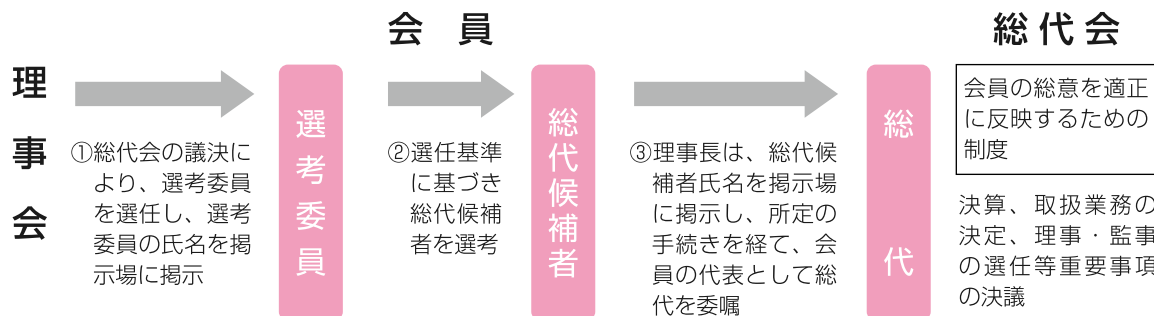 会員
総代会
理事会
①総代会の議決に
より、選考委員
を選任し、選考
委員の氏名を掲
示場に掲示
選考委員
②選任基準
に基づき
総代候補
者を選考
総代候補者
③理事長は、総代候
補者氏名を掲示場
に掲示し、所定の
手続きを経て、会
員の代表として総
代を委嘱
総代
会員の総意を適正
に反映するための
制度
決算、取扱業務の
決定、理事・監事
の選任等重要事項
の決議